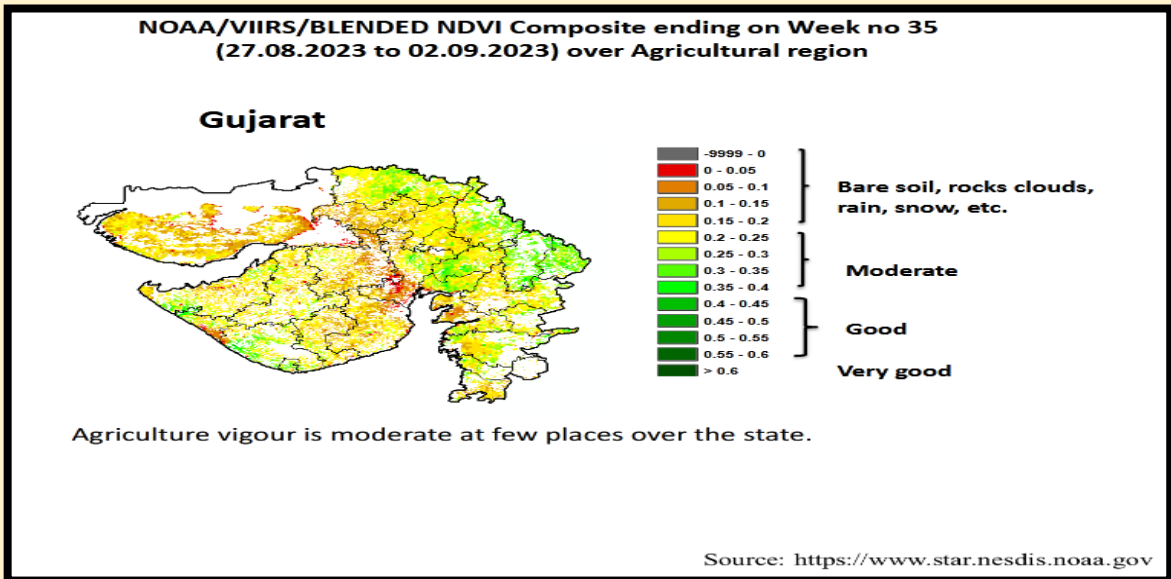 NOAA/VIIRS/BLENDED NDVI Composite ending on Week no 35
(27.08.2023 to 02.09.2023) over Agricultural region
Gujarat
-9999 - 0
0 - 0.05
0.05 - 0.1
0.1 - 0.15
0.15 - 0.2
0.2 - 0.25
0.25 - 0.3
0.3 - 0.35
0.35 - 0.4
0.4 - 0.45
0.45 - 0.5
0.5 - 0.55
0.55 - 0.6
> 0.6
Bare soil, rocks clouds,
rain, snow, etc.
Moderate
Good
Very good
Agriculture vigour is moderate at few places over the state.
Source: https://www.star.nesdis.noaa.gov